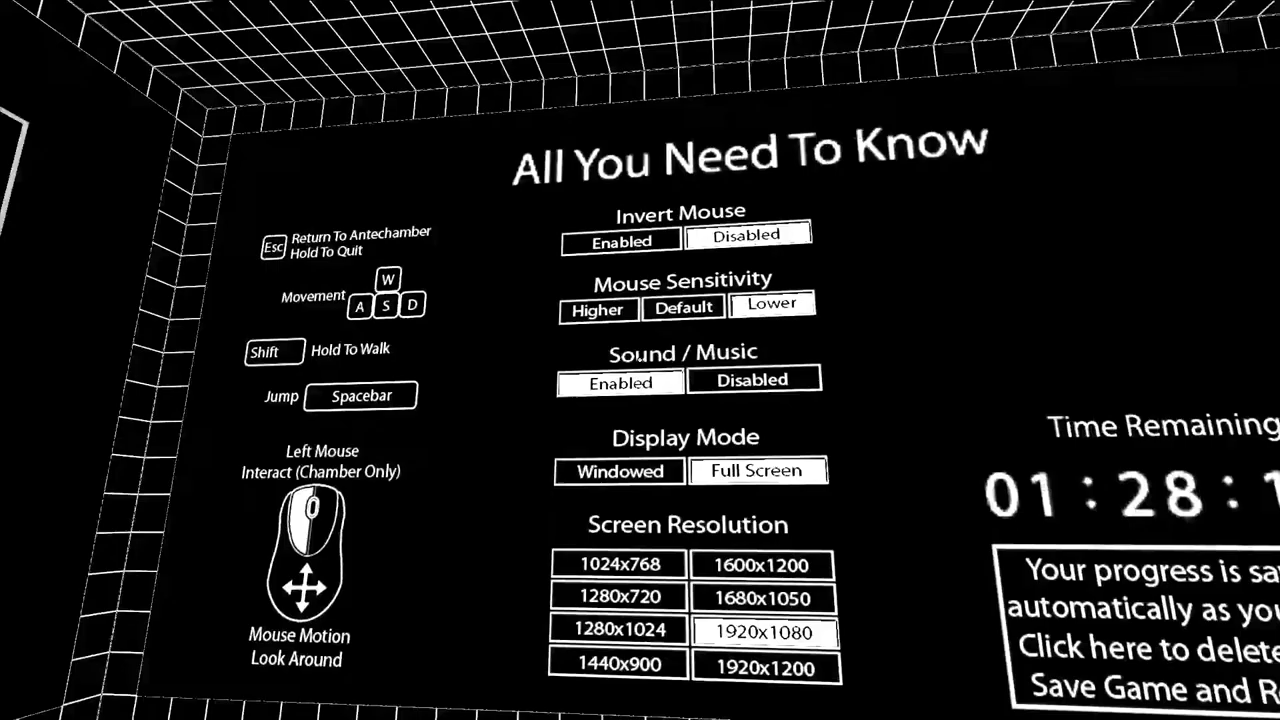 All You Need To Know
Esc
Return To Antechamber
Hold To Quit
Movement
W
A S D
Shift
Hold To Walk
Jump
Spacebar
Left Mouse
Interact (Chamber Only)
Mouse Motion
Look Around
Invert Mouse
Enabled Disabled
Mouse Sensitivity
Higher Default Lower
Sound / Music
Enabled Disabled
Display Mode
Windowed Full Screen
Screen Resolution
1024x768 1600x1200
1280x720 1680x1050
1280x1024 1920x1080
1440x900 1920x1200
Time Remaining
01 : 28 :
Your progress is
automatically as
Click here to
Save Game and